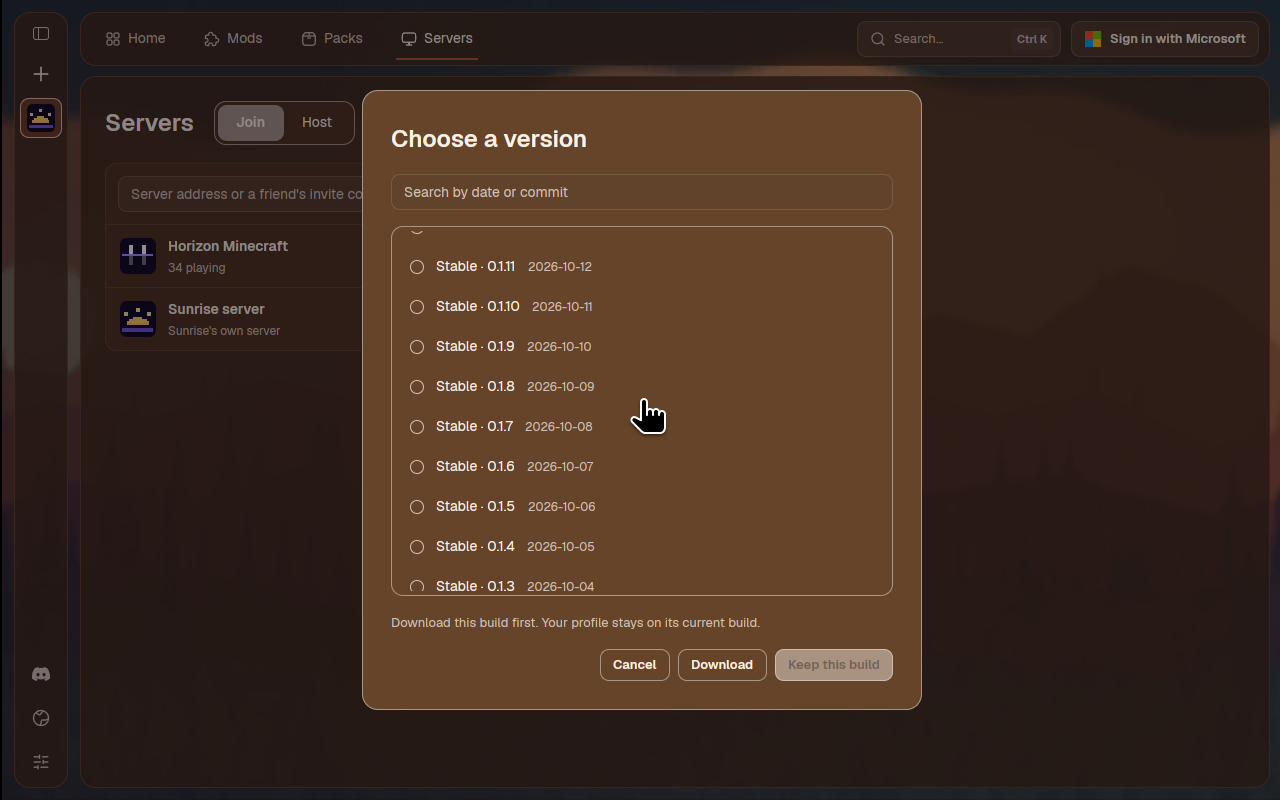 Home
Mods
Packs
Servers
Search...
Ctrl K
Sign in with Microsoft
Servers
Join
Host
Server address or a friend's invite co
Horizon Minecraft
34 playing
Sunrise server
Sunrise's own server
Choose a version
Search by date or commit
Stable · 0.1.11 2026-10-12
Stable · 0.1.10 2026-10-11
Stable · 0.1.9 2026-10-10
Stable · 0.1.8 2026-10-09
Stable · 0.1.7 2026-10-08
Stable · 0.1.6 2026-10-07
Stable · 0.1.5 2026-10-06
Stable · 0.1.4 2026-10-05
Stable · 0.1.3 2026-10-04
Download this build first. Your profile stays on its current build.
Cancel
Download
Keep this build